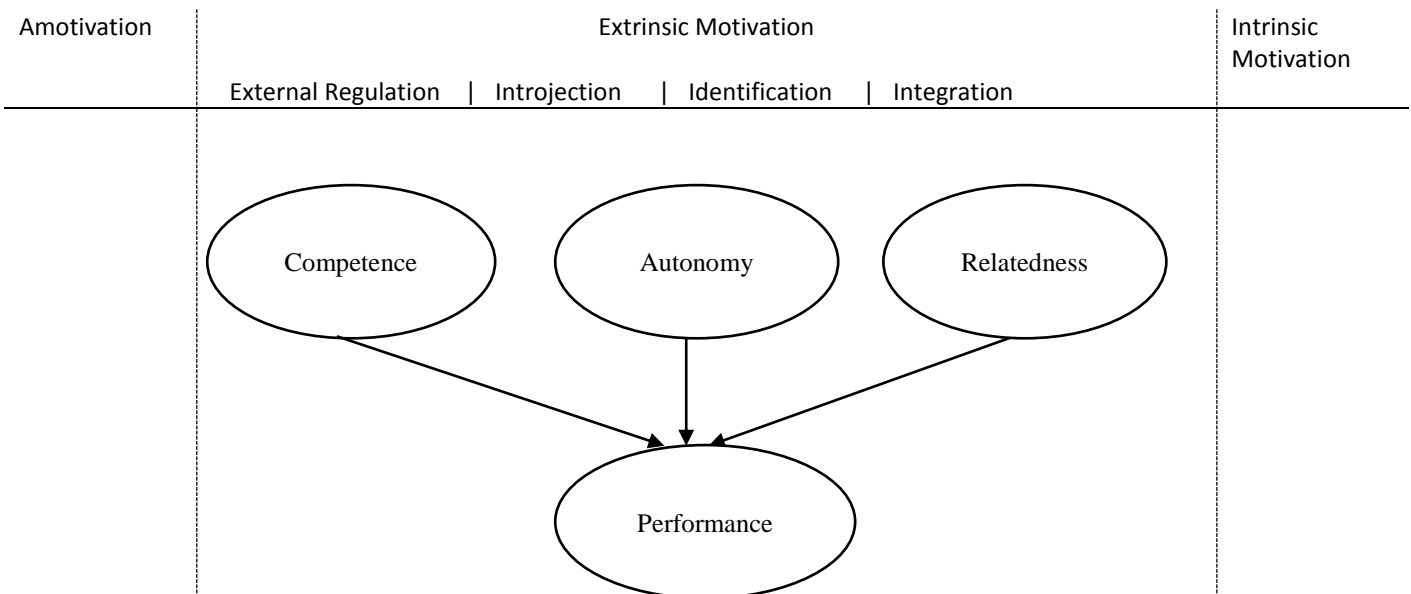 Amotivation Extrinsic Motivation Intrinsic
Motivation
External Regulation | Introjection | Identification | Integration
Competence Autonomy Relatedness
Performance